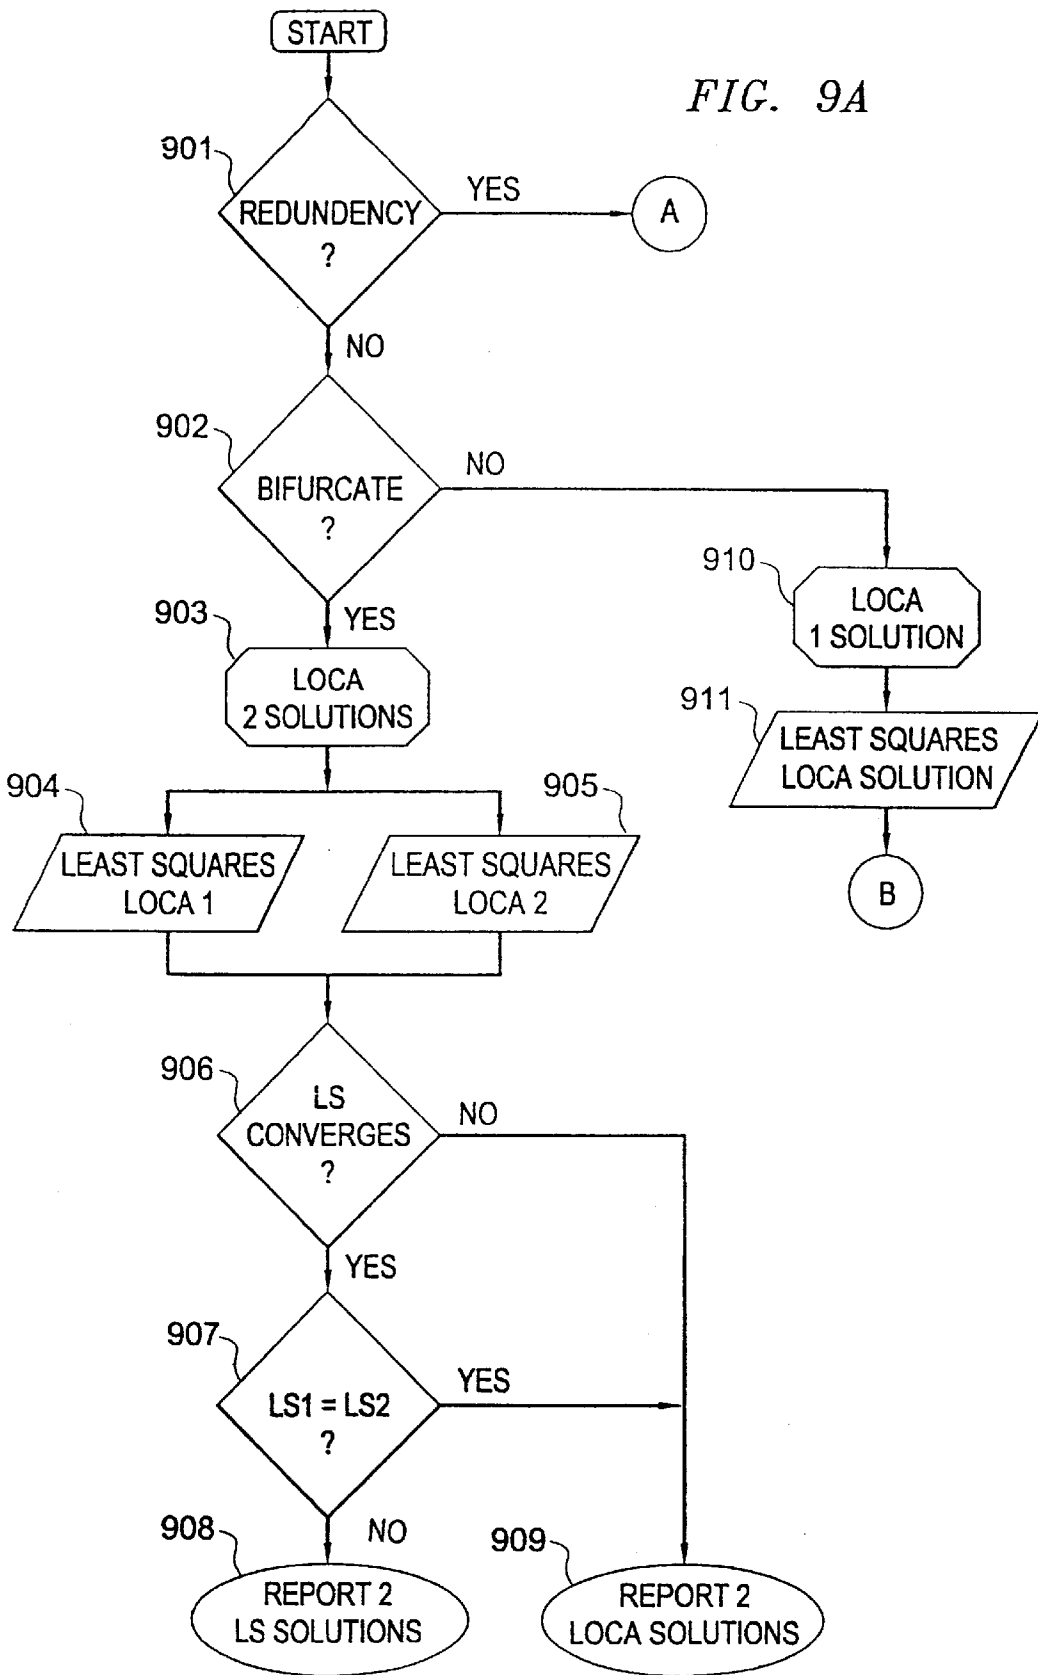 START
FIG. 9A
901
REDUNDENCY
?
YES
A
NO
902
BIFURCATE
?
NO
YES
903
LOCA
2 SOLUTIONS
910
LOCA
1 SOLUTION
911
LEAST SQUARES
LOCA SOLUTION
B
904
LEAST SQUARES
LOCA 1
905
LEAST SQUARES
LOCA 2
906
LS
CONVERGES
?
NO
YES
907
LS1 = LS2
?
YES
NO
908
REPORT 2
LS SOLUTIONS
909
REPORT 2
LOCA SOLUTIONS